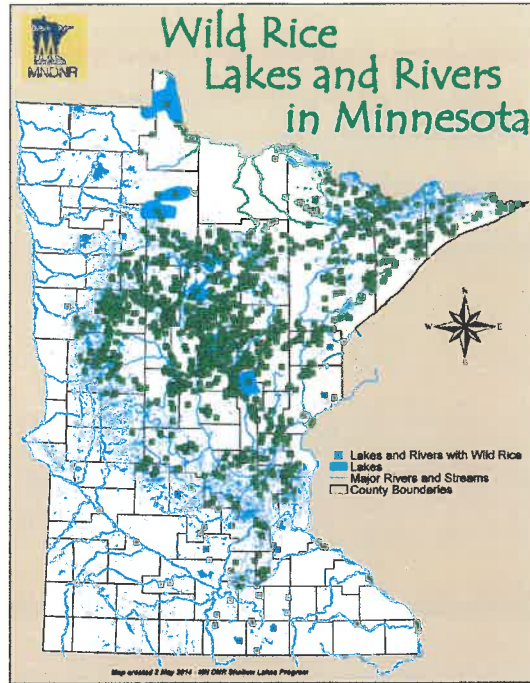 MNDNR
Wild Rice
Lakes and Rivers
in Minnesota
N
W
E
S
Lakes and Rivers with Wild Rice
Lakes
Major Rivers and Streams
County Boundaries
Map created 2 May 2014 - MN DNR Shallow Lakes Program